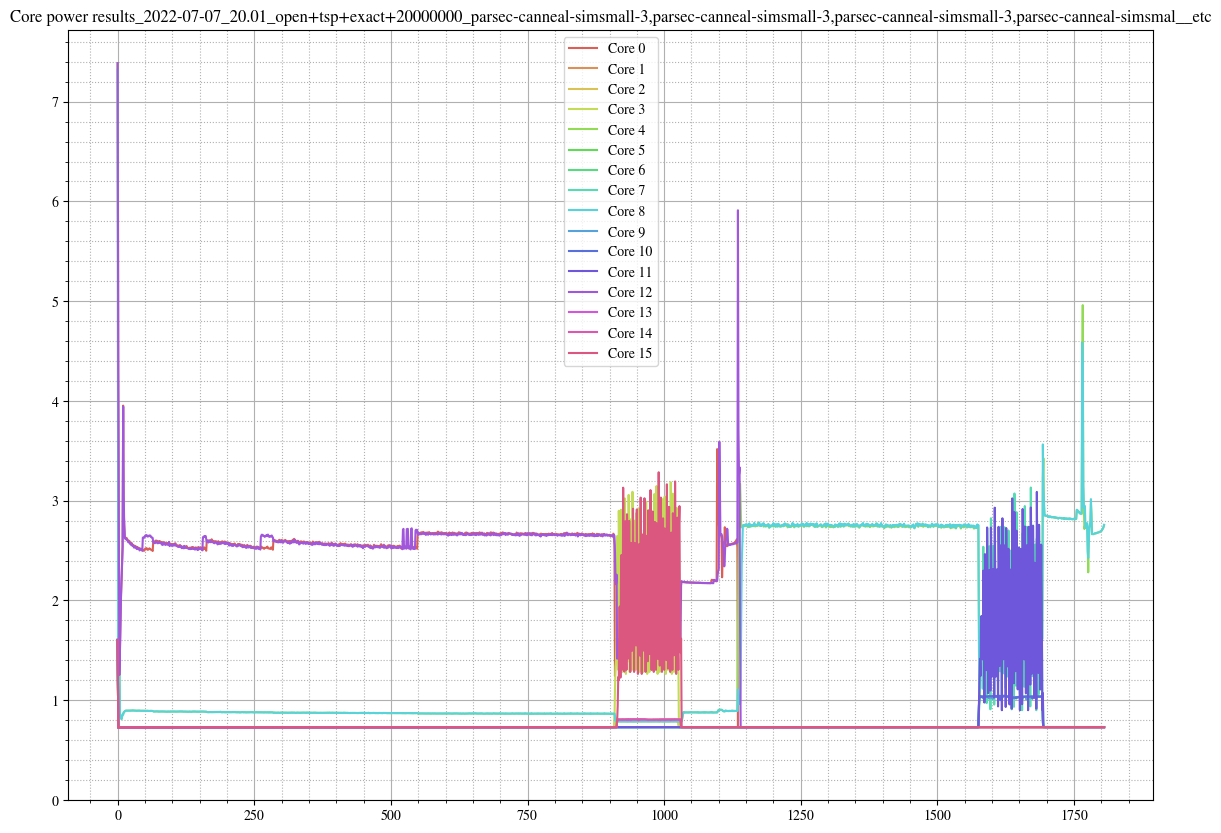 Core power results_2022-07-07_20.01_open+tsp+exact+20000000_parsec-canneal-simsmall-3,parsec-canneal-simsmall-3,parsec-canneal-simsmall-3,parsec-canneal-simsmal__etc
Core 0
Core 1
Core 2
Core 3
Core 4
Core 5
Core 6
Core 7
Core 8
Core 9
Core 10
Core 11
Core 12
Core 13
Core 14
Core 15
7
6
5
4
3
2
1
0
0 250 500 750 1000 1250 1500 1750